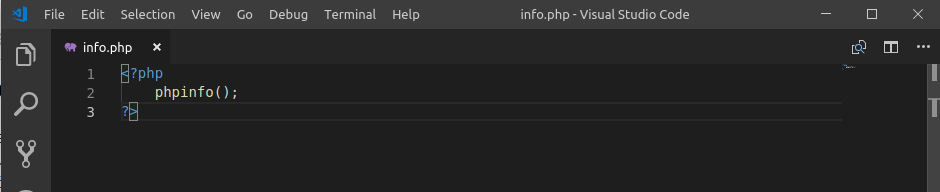 File Edit Selection View Go Debug Terminal Help info.php - Visual Studio Code
info.php
1 <?php
2 phpinfo();
3 ?>